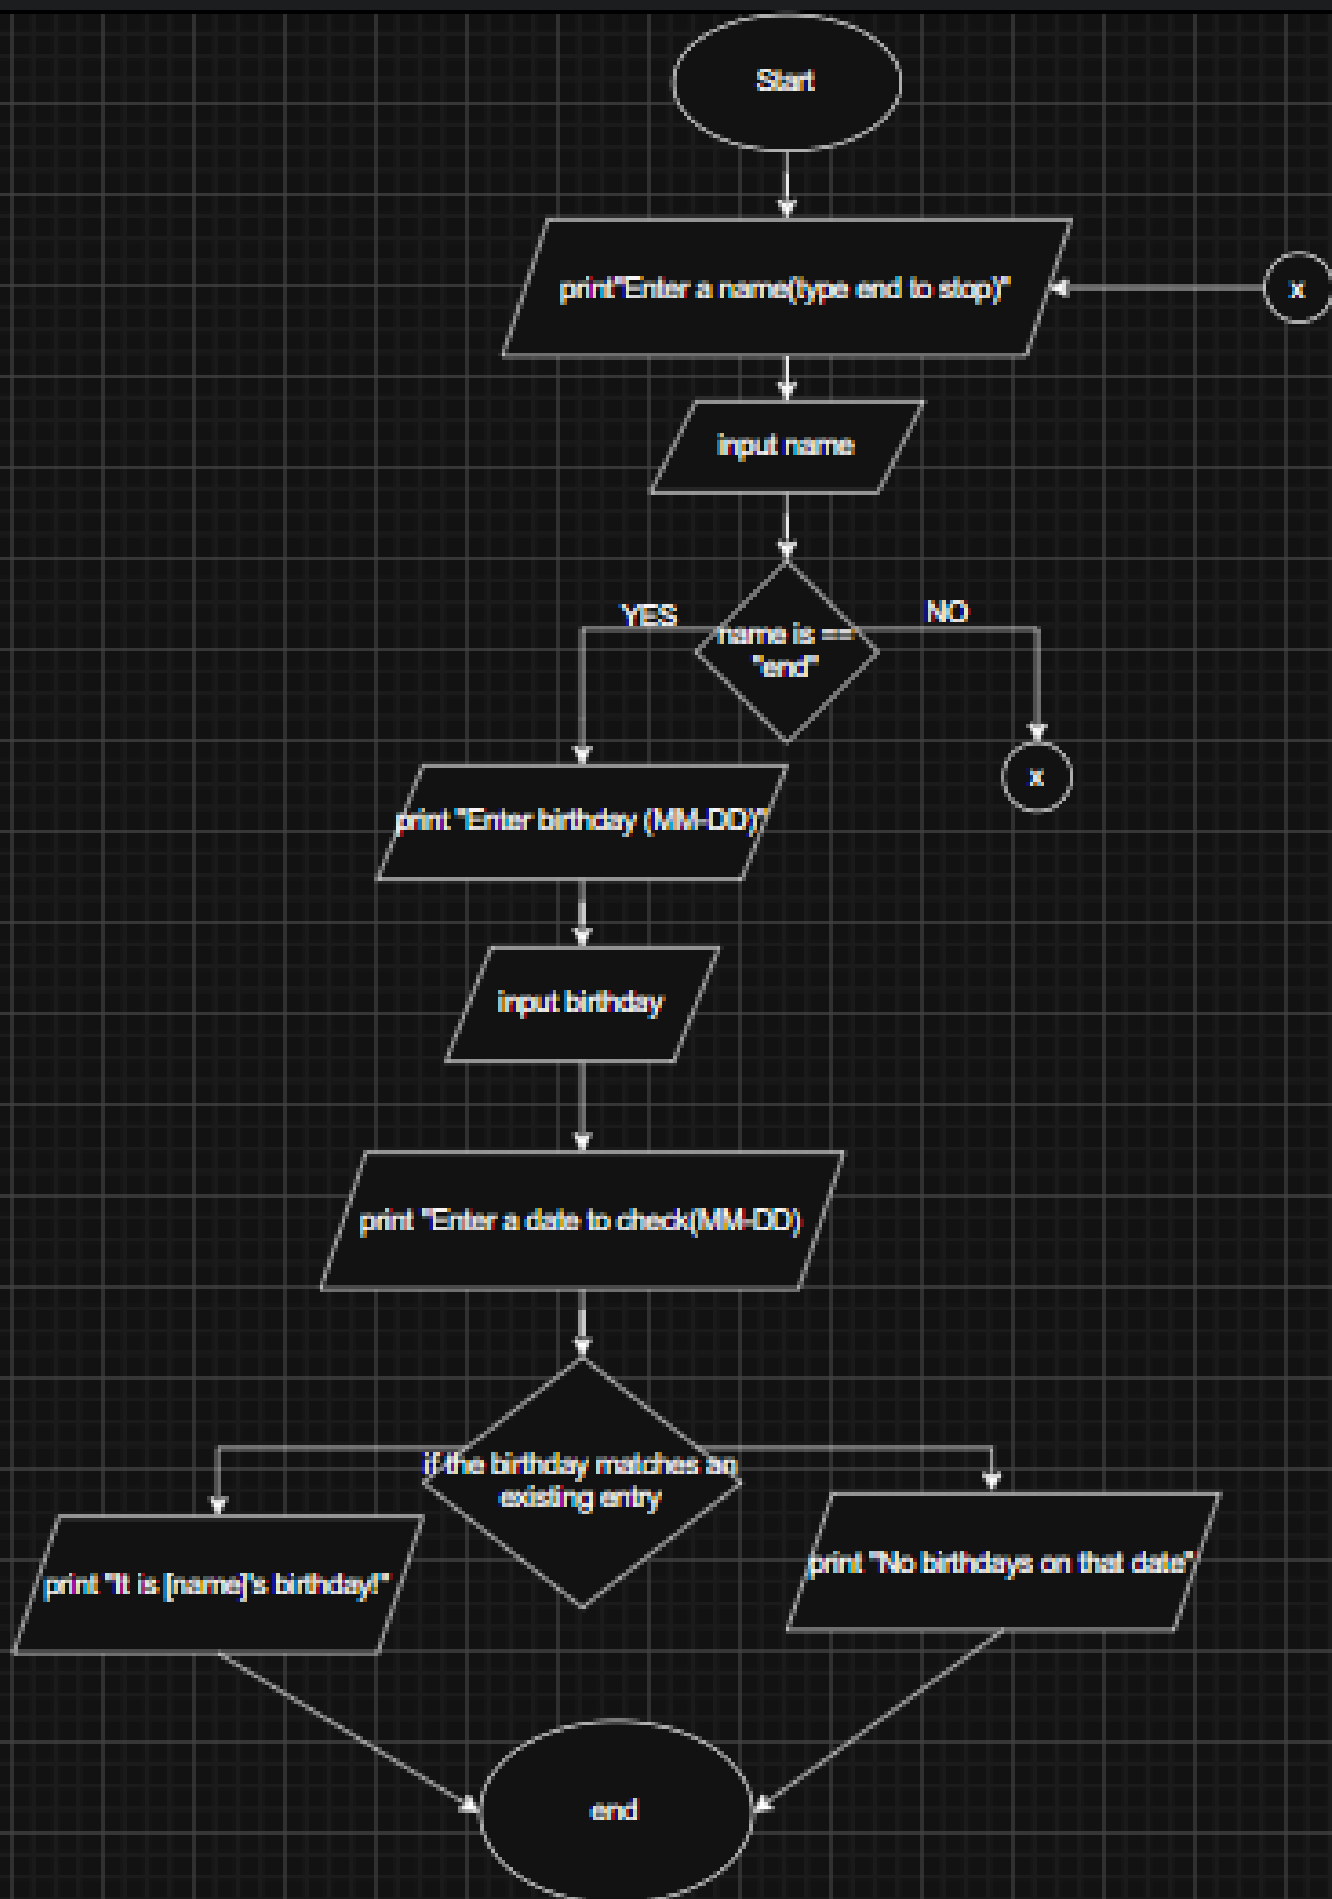 Start
print"Enter a name(type end to stop)"
x
input name
YES
NO
name is ==
"end"
x
print "Enter birthday (MM-DD)"
input birthday
print "Enter a date to check(MM-DD)
if the birthday matches an
existing entry
print "It is [name]'s birthday!"
print "No birthdays on that date"
end